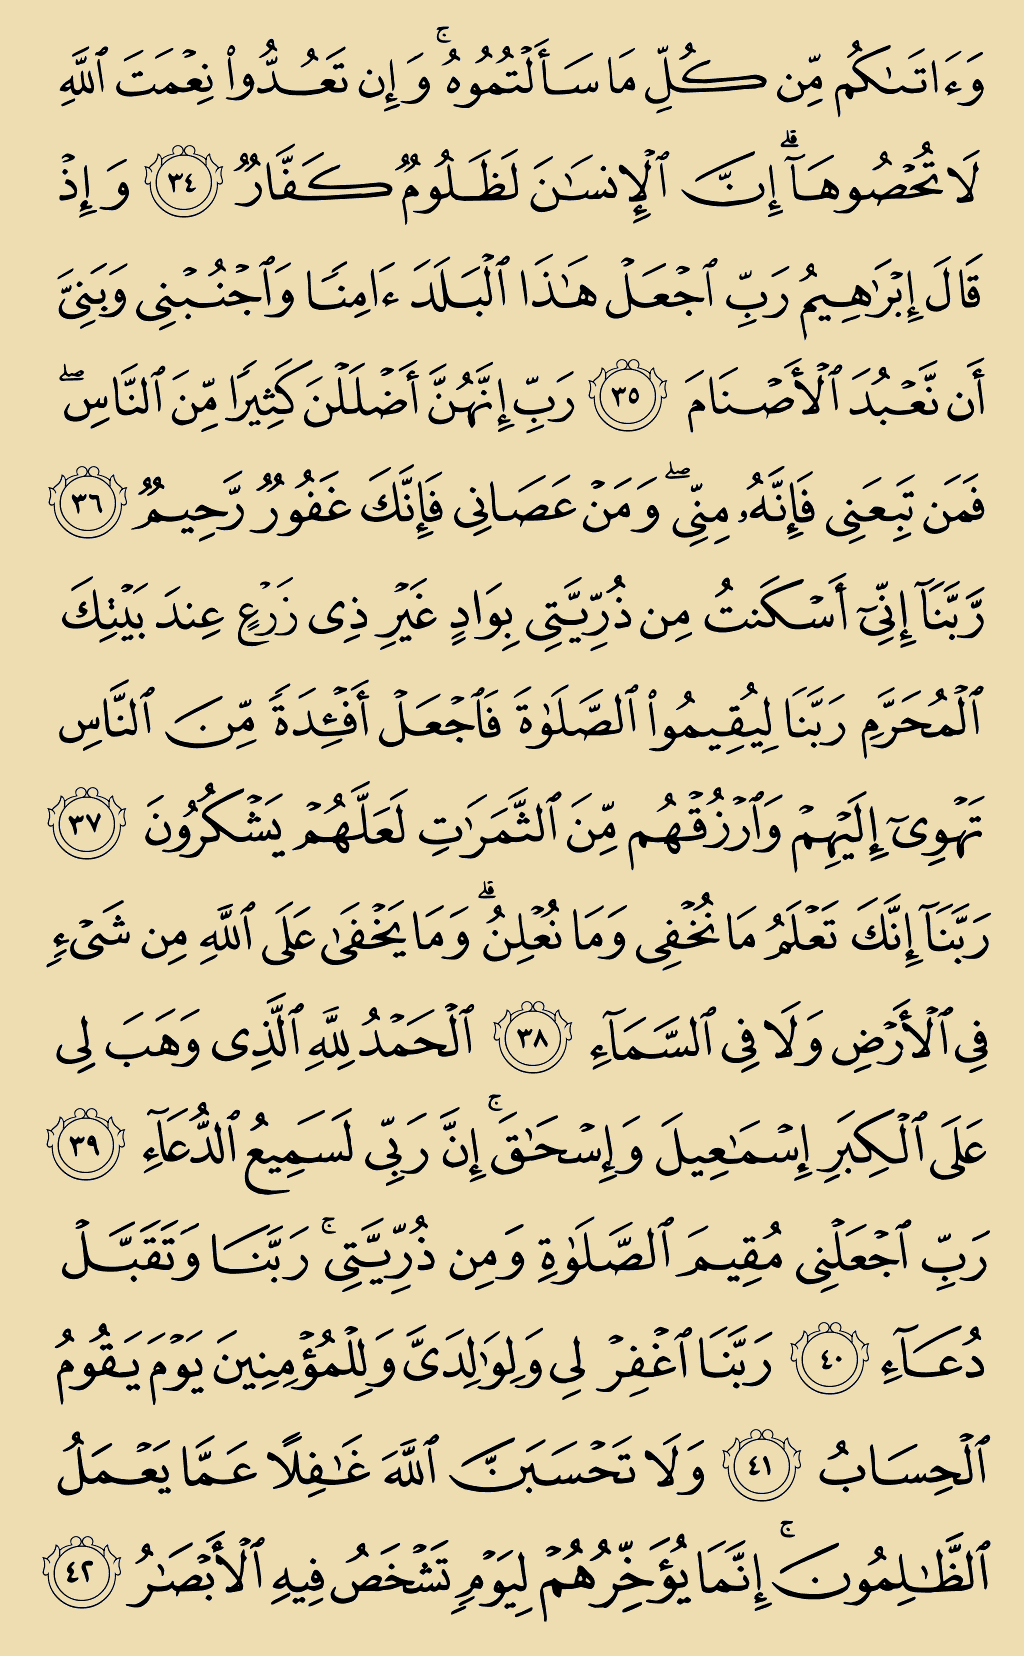 وَءَاتَىٰكُم مِّن كُلِّ مَا سَأَلْتُمُوهُ ۚ وَإِن تَعُدُّوا۟ نِعْمَتَ ٱللَّهِ
لَا تُحْصُوهَآ ۗ إِنَّ ٱلْإِنسَـٰنَ لَظَلُومٌ كَفَّارٌ ٣٤ وَإِذْ
قَالَ إِبْرَٰهِيمُ رَبِّ ٱجْعَلْ هَـٰذَا ٱلْبَلَدَ ءَامِنًا وَٱجْنُبْنِى وَبَنِىَّ
أَن نَّعْبُدَ ٱلْأَصْنَامَ ٣٥ رَبِّ إِنَّهُنَّ أَضْلَلْنَ كَثِيرًا مِّنَ ٱلنَّاسِ ۖ
فَمَن تَبِعَنِى فَإِنَّهُۥ مِنِّى ۖ وَمَنْ عَصَانِى فَإِنَّكَ غَفُورٌ رَّحِيمٌ ٣٦
رَّبَّنَآ إِنِّىٓ أَسْكَنتُ مِن ذُرِّيَّتِى بِوَادٍ غَيْرِ ذِى زَرْعٍ عِندَ بَيْتِكَ
ٱلْمُحَرَّمِ رَبَّنَا لِيُقِيمُوا۟ ٱلصَّلَوٰةَ فَٱجْعَلْ أَفْـِٔدَةً مِّنَ ٱلنَّاسِ
تَهْوِىٓ إِلَيْهِمْ وَٱرْزُقْهُم مِّنَ ٱلثَّمَرَٰتِ لَعَلَّهُمْ يَشْكُرُونَ ٣٧
رَبَّنَآ إِنَّكَ تَعْلَمُ مَا نُخْفِى وَمَا نُعْلِنُ ۗ وَمَا يَخْفَىٰ عَلَى ٱللَّهِ مِن شَىْءٍ
فِى ٱلْأَرْضِ وَلَا فِى ٱلسَّمَآءِ ٣٨ ٱلْحَمْدُ لِلَّهِ ٱلَّذِى وَهَبَ لِى
عَلَى ٱلْكِبَرِ إِسْمَـٰعِيلَ وَإِسْحَـٰقَ ۚ إِنَّ رَبِّى لَسَمِيعُ ٱلدُّعَآءِ ٣٩
رَبِّ ٱجْعَلْنِى مُقِيمَ ٱلصَّلَوٰةِ وَمِن ذُرِّيَّتِى ۚ رَبَّنَا وَتَقَبَّلْ
دُعَآءِ ٤٠ رَبَّنَا ٱغْفِرْ لِى وَلِوَٰلِدَىَّ وَلِلْمُؤْمِنِينَ يَوْمَ يَقُومُ
ٱلْحِسَابُ ٤١ وَلَا تَحْسَبَنَّ ٱللَّهَ غَـٰفِلًا عَمَّا يَعْمَلُ
ٱلظَّـٰلِمُونَ ۚ إِنَّمَا يُؤَخِّرُهُمْ لِيَوْمٍ تَشْخَصُ فِيهِ ٱلْأَبْصَـٰرُ ٤٢